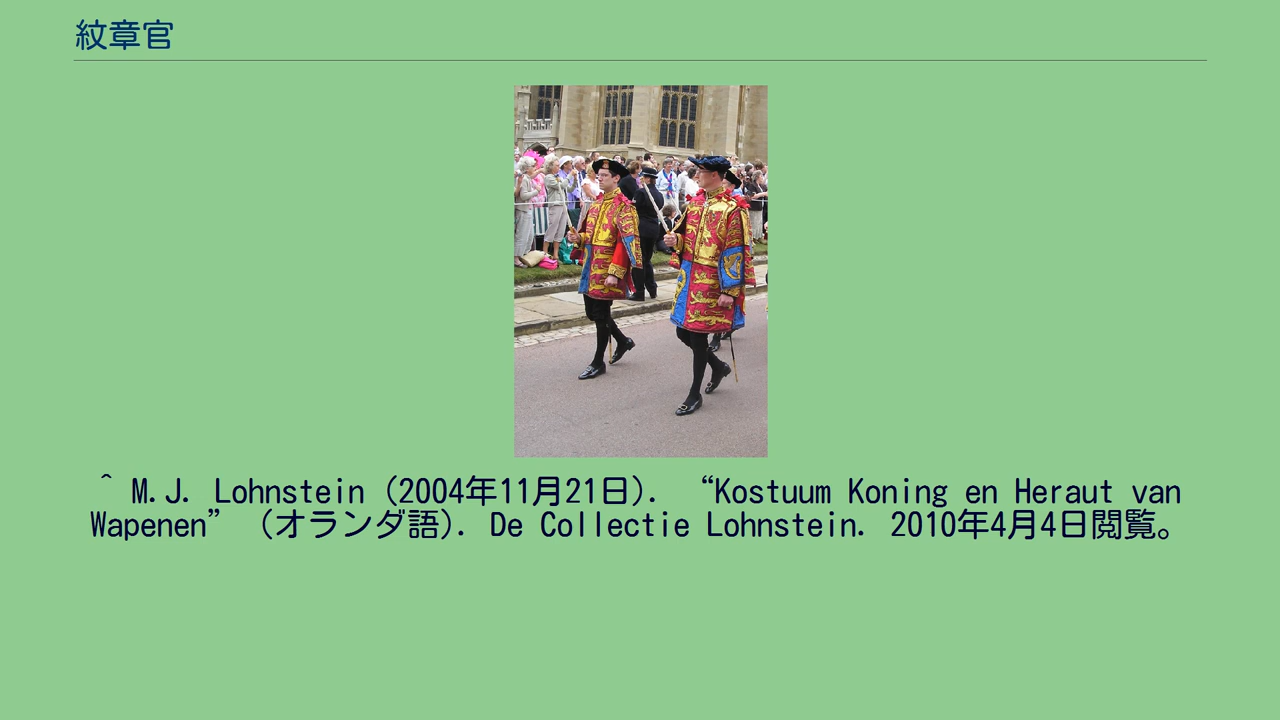 紋章官
^ M.J. Lohnstein (2004年11月21日). “Kostuum Koning en Heraut van
Wapenen” (オランダ語). De Collectie Lohnstein. 2010年4月4日閲覧。